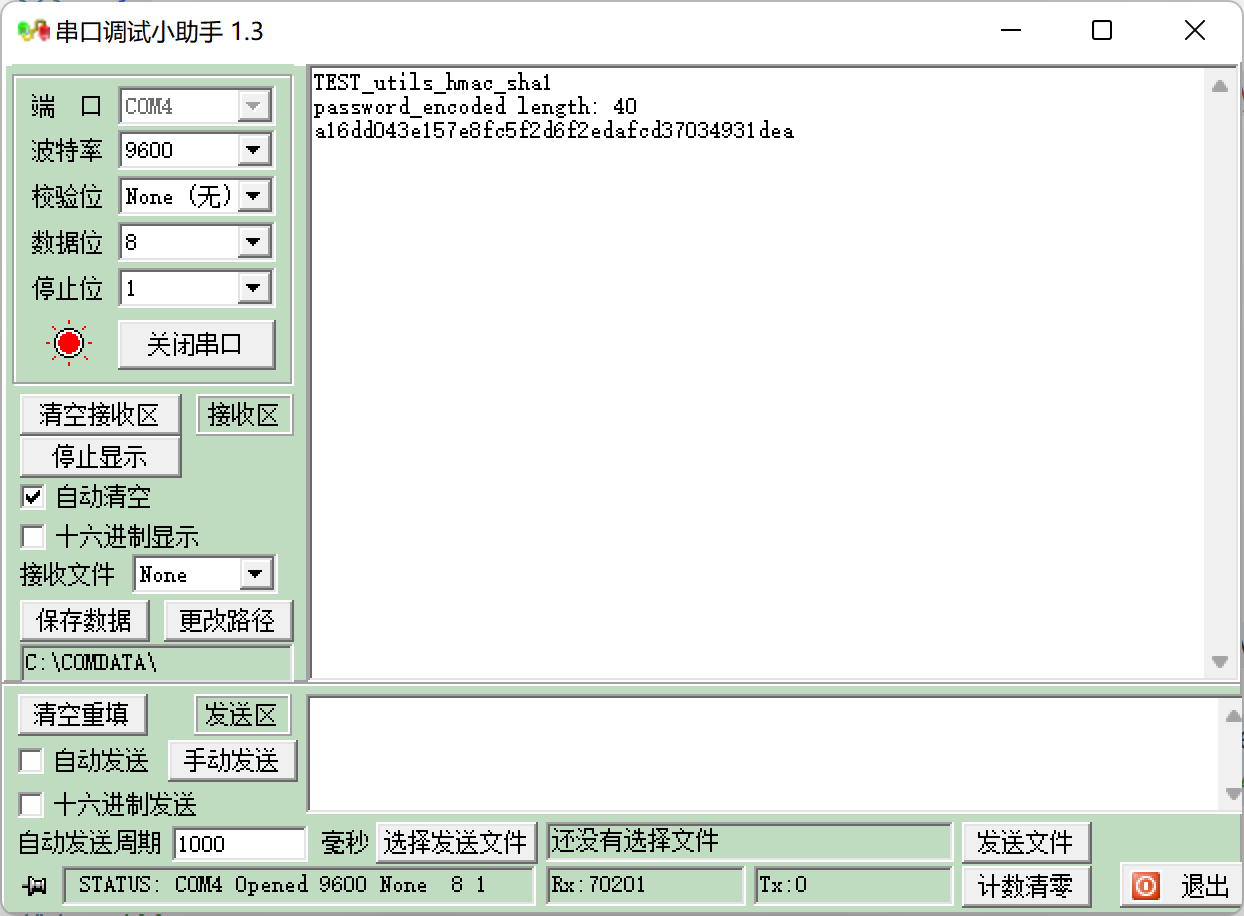 串口调试小助手 1.3
端 口 COM4
波特率 9600
校验位 None (无)
数据位 8
停止位 1
关闭串口
清空接收区 接收区
停止显示
自动清空
十六进制显示
接收文件 None
保存数据 更改路径
C:\COMDATA\
TEST_utils_hmac_sha1
password_encoded length: 40
a16dd043e157e8fc5f2d6f2edafcd37034931dea
清空重填 发送区
自动发送 手动发送
十六进制发送
自动发送周期 1000 毫秒 选择发送文件 还没有选择文件 发送文件
STATUS: COM4 Opened 9600 None 8 1 Rx:70201 Tx:0 计数清零 退出